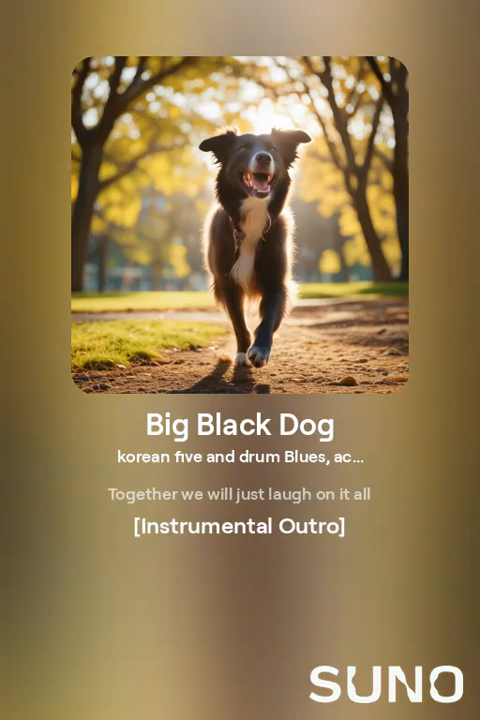 Big Black Dog
korean five and drum Blues, ac...
Together we will just laugh on it all
[Instrumental Outro]
SUNO